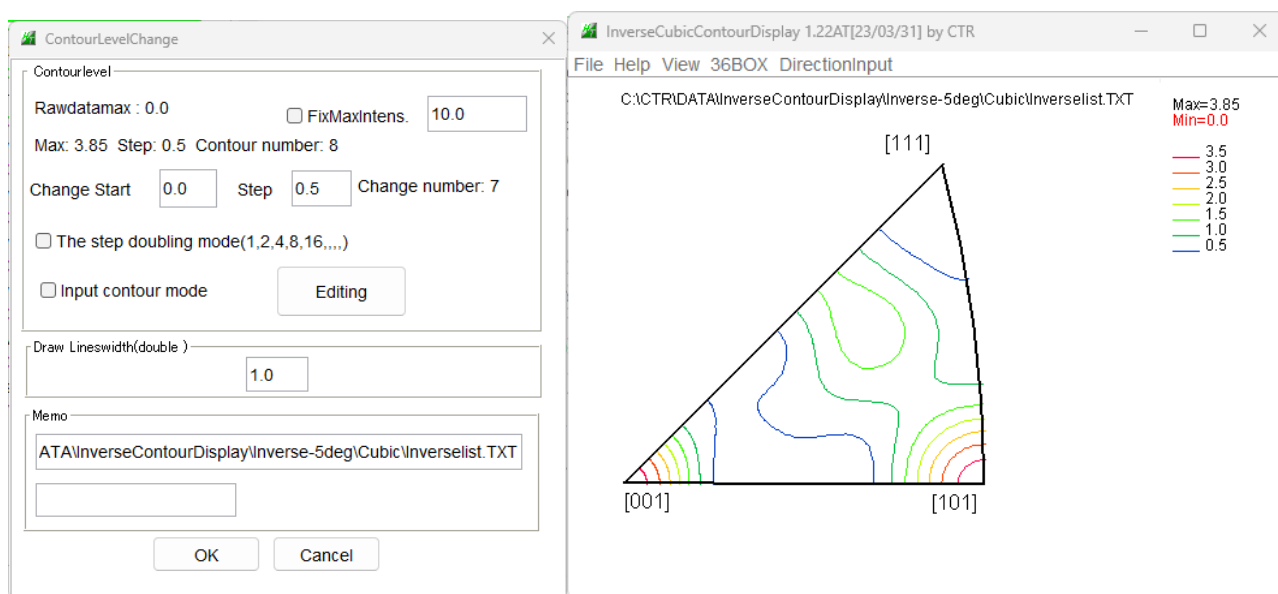 ContourLevelChange
Contourlevel
Rawdatamax : 0.0
FixMaxIntens.
10.0
Max: 3.85 Step: 0.5 Contour number: 8
Change Start
0.0
Step
0.5
Change number: 7
The step doubling mode(1,2,4,8,16,,,,)
Input contour mode
Editing
Draw Lineswidth(double )
1.0
Memo
ATA\InverseContourDisplay\Inverse-5deg\Cubic\Inverselist.TXT
OK
Cancel
InverseCubicContourDisplay 1.22AT[23/03/31] by CTR
File Help View 36BOX DirectionInput
C:\CTR\DATA\InverseContourDisplay\Inverse-5deg\Cubic\Inverselist.TXT
Max=3.85
Min=0.0
3.5
3.0
2.5
2.0
1.5
1.0
0.5
[111]
[001]
[101]